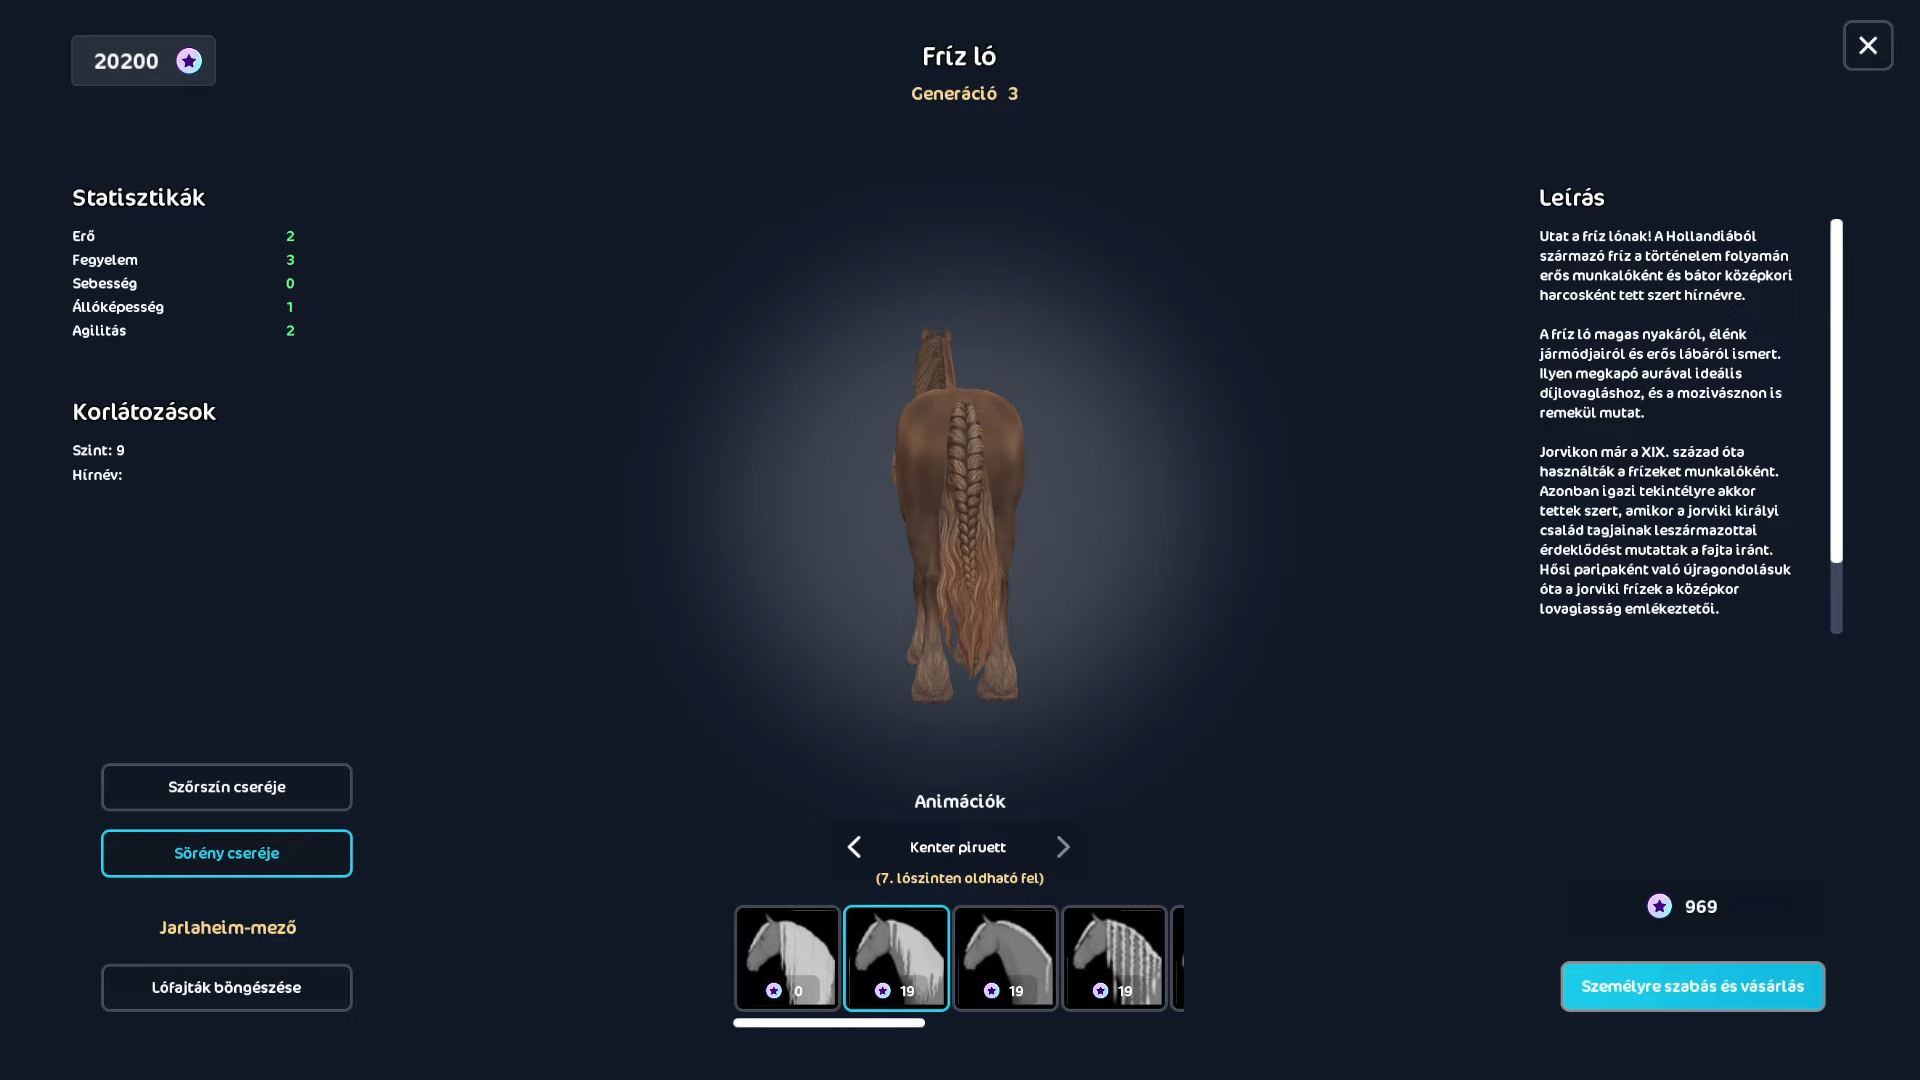 20200
Fríz ló
Generáció 3
Statisztikák
Erő 2
Fegyelem 3
Sebesség 0
Állóképesség 1
Agilitás 2
Korlátozások
Szint: 9
Hírnév:
Leírás
Utat a fríz lónak! A Hollandiából
származó fríz a történelem folyamán
erős munkalóként és bátor középkori
harcosként tett szert hírnévre.
A fríz ló magas nyakáról, élénk
jármódjairól és erős lábáról ismert.
Ilyen megkapó aurával ideális
díjlovagláshoz, és a mozivásznon is
remekül mutat.
Jorvikon már a XIX. század óta
használták a frízeket munkalóként.
Azonban igazi tekintélyre akkor
tettek szert, amikor a jorviki királyi
család tagjainak leszármazottai
érdeklődést mutattak a fajta iránt.
Hősi paripaként való újragondolásuk
óta a jorviki frízek a középkor
lovagiasság emlékeztetői.
Szőrszín cseréje
Sörény cseréje
Jarlaheim-mező
Lófajták böngészése
Animációk
Kenter piruett
(7. lószinten oldható fel)
0
19
19
19
969
Személyre szabás és vásárlás